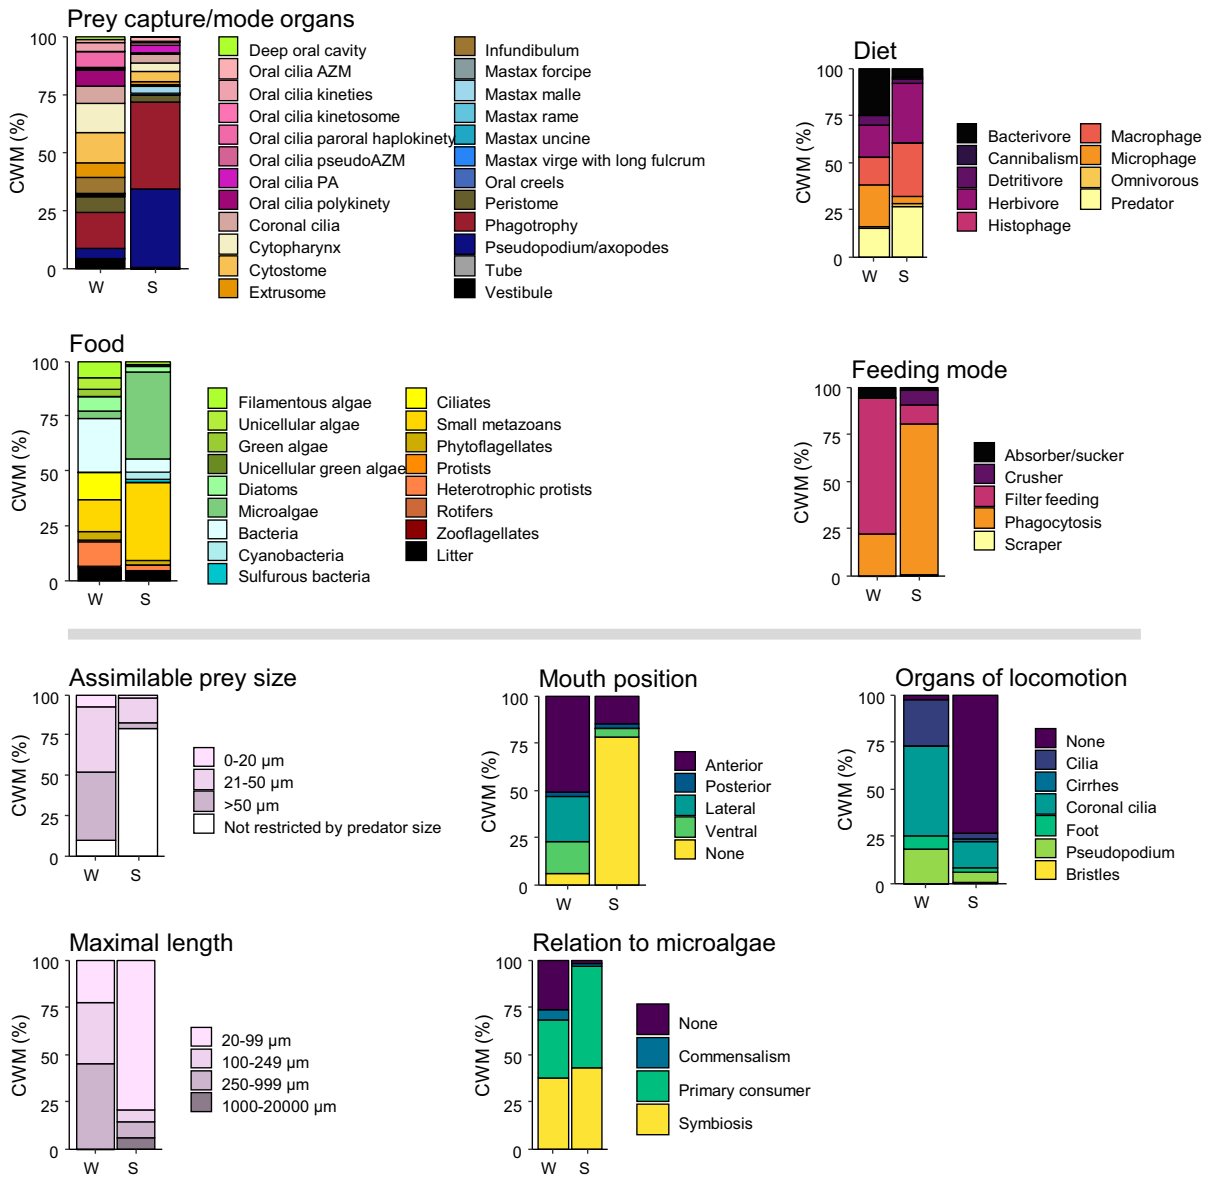 Prey capture/mode organs
CWM (%)
100
75
50
25
0
W
S
Deep oral cavity
Oral cilia AZM
Oral cilia kineties
Oral cilia kinetosome
Oral cilia paroral haplokinety
Oral cilia pseudoAZM
Oral cilia PA
Oral cilia polykinety
Coronal cilia
Cytopharynx
Cytostome
Extrusome
Infundibulum
Mastax forcipe
Mastax malle
Mastax rame
Mastax uncine
Mastax virge with long fulcrum
Oral creels
Peristome
Phagotrophy
Pseudopodium/axopodes
Tube
Vestibule
Diet
CWM (%)
100
75
50
25
0
W
S
Bacterivore
Cannibalism
Detritivore
Herbivore
Histophage
Macrophage
Microphage
Omnivorous
Predator
Food
CWM (%)
100
75
50
25
0
W
S
Filamentous algae
Unicellular algae
Green algae
Unicellular green algae
Diatoms
Microalgae
Bacteria
Cyanobacteria
Sulfurous bacteria
Ciliates
Small metazoans
Phytoflagellates
Protists
Heterotrophic protists
Rotifers
Zooflagellates
Litter
Feeding mode
CWM (%)
100
75
50
25
0
W
S
Absorber/sucker
Crusher
Filter feeding
Phagocytosis
Scraper
Assimilable prey size
CWM (%)
100
75
50
25
0
W
S
0-20 µm
21-50 µm
>50 µm
Not restricted by predator size
Mouth position
CWM (%)
100
75
50
25
0
W
S
Anterior
Posterior
Lateral
Ventral
None
Organs of locomotion
CWM (%)
100
75
50
25
0
W
S
None
Cilia
Cirrhes
Coronal cilia
Foot
Pseudopodium
Bristles
Maximal length
CWM (%)
100
75
50
25
0
W
S
20-99 µm
100-249 µm
250-999 µm
1000-20000 µm
Relation to microalgae
CWM (%)
100
75
50
25
0
W
S
None
Commensalism
Primary consumer
Symbiosis